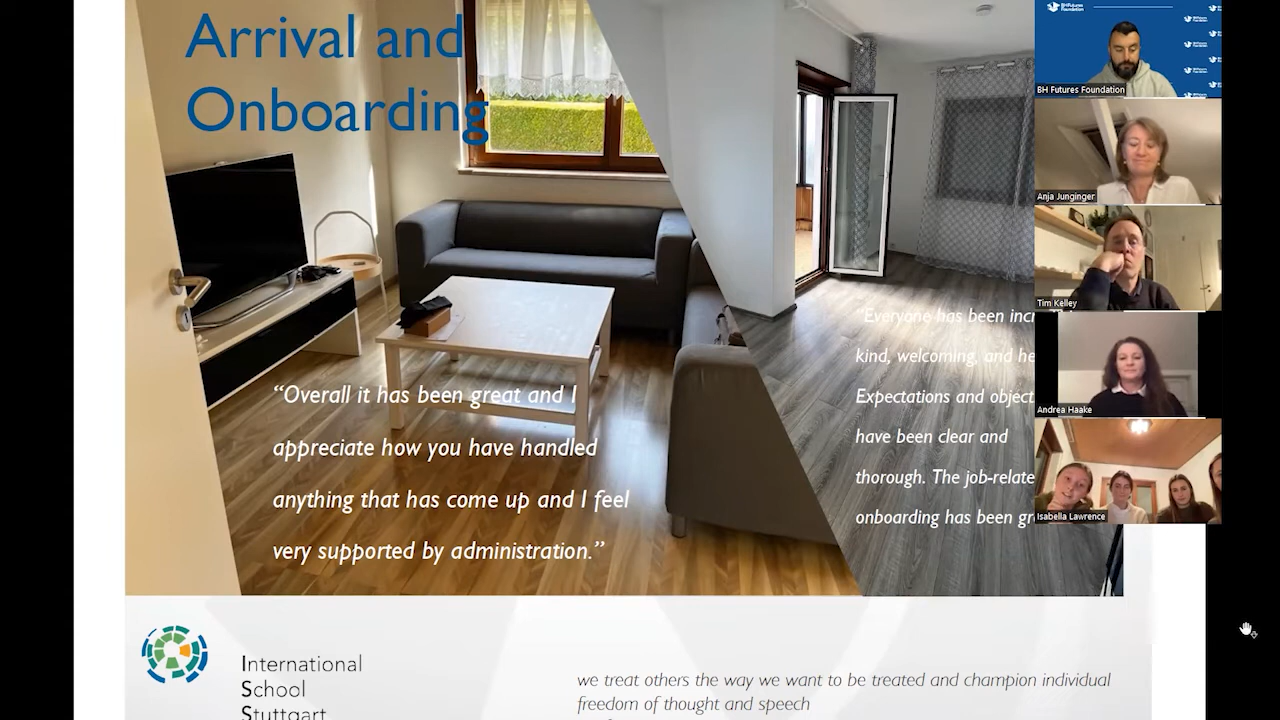 Arrival and
Onboarding
“Overall it has been great and I
appreciate how you have handled
anything that has come up and I feel
very supported by administration.”
“Everyone has been incr
kind, welcoming, and he
Expectations and object
have been clear and
thorough. The job-relate
onboarding has been gr
BHFutures
Foundation
BH Futures Foundation
Anja Junginger
Tim Kelley
Andrea Haake
Isabella Lawrence
International
School
Stuttgart
we treat others the way we want to be treated and champion individual
freedom of thought and speech